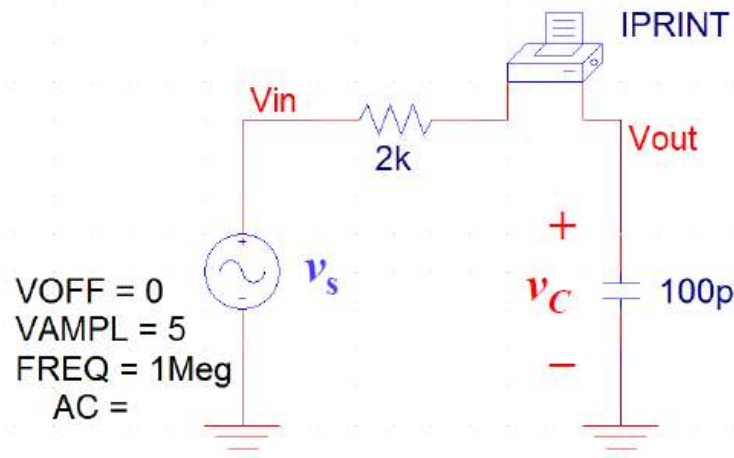 IPRINT
Vin
2k
Vout
+
vs
vC
100p
−
VOFF = 0
VAMPL = 5
FREQ = 1Meg
AC =